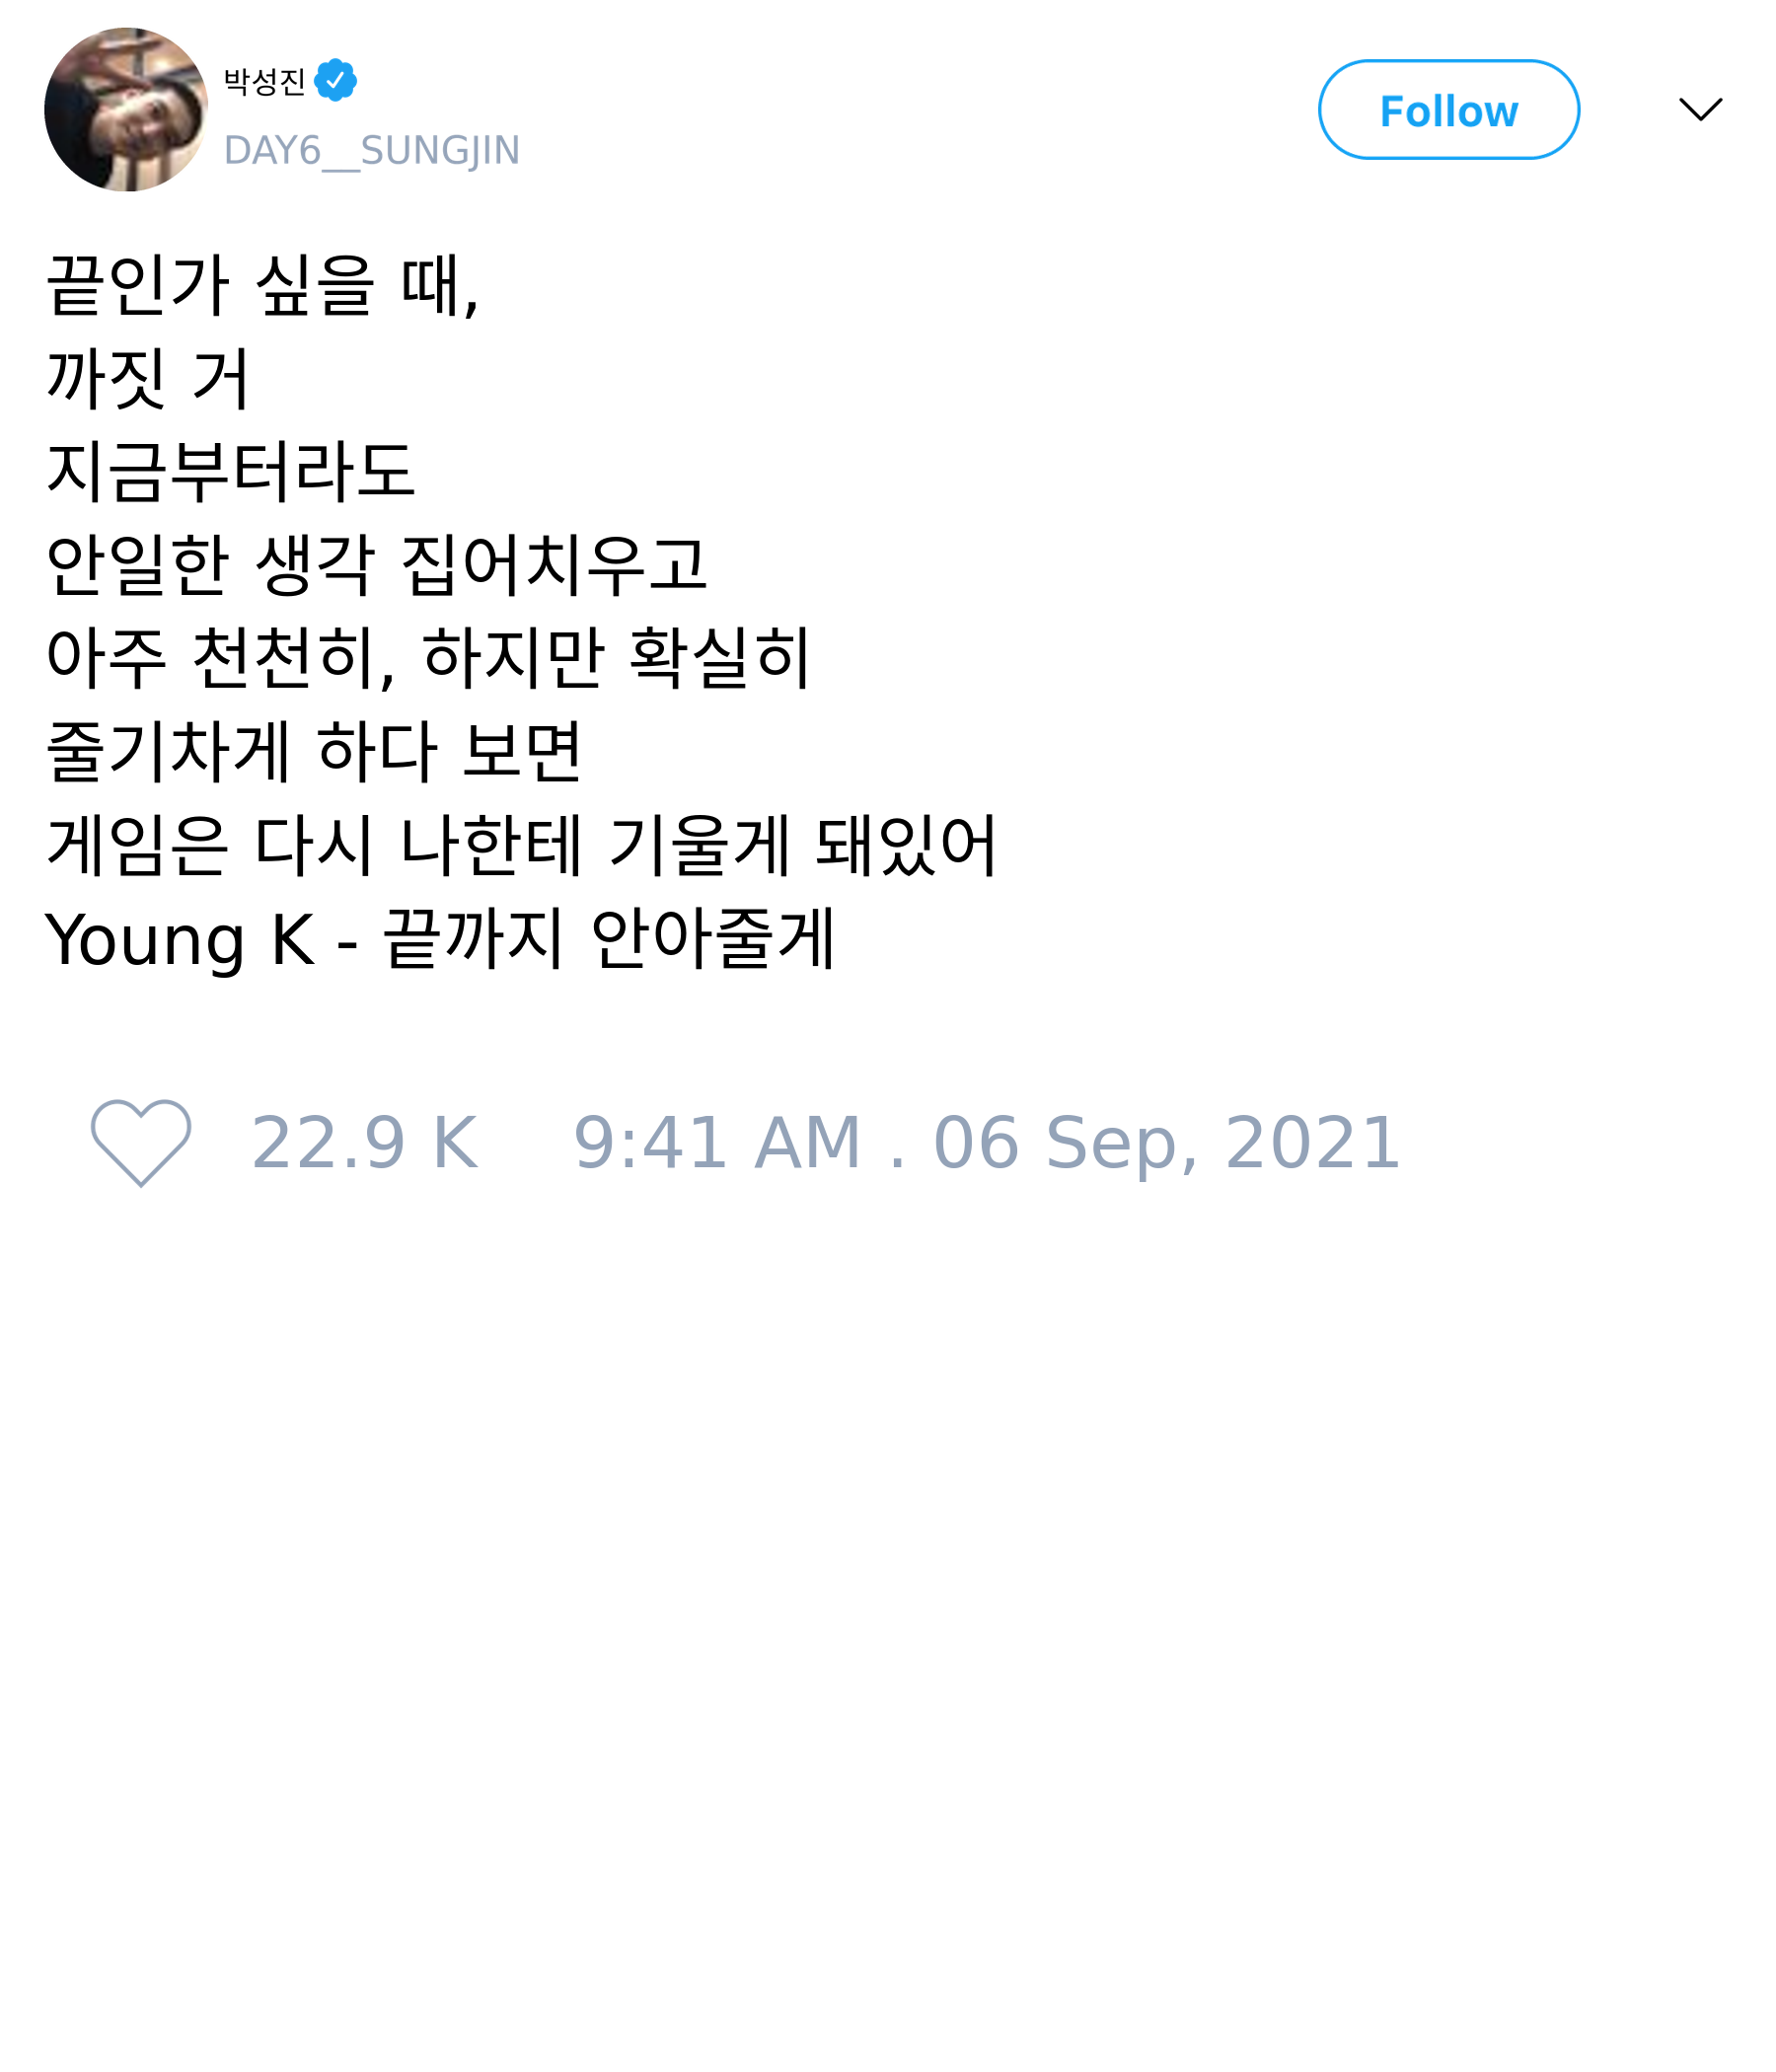 박성진
DAY6__SUNGJIN
Follow
끝인가 싶을 때,
까짓 거
지금부터라도
안일한 생각 집어치우고
아주 천천히, 하지만 확실히
줄기차게 하다 보면
게임은 다시 나한테 기울게 돼있어
Young K - 끝까지 안아줄게
22.9 K 9:41 AM . 06 Sep, 2021